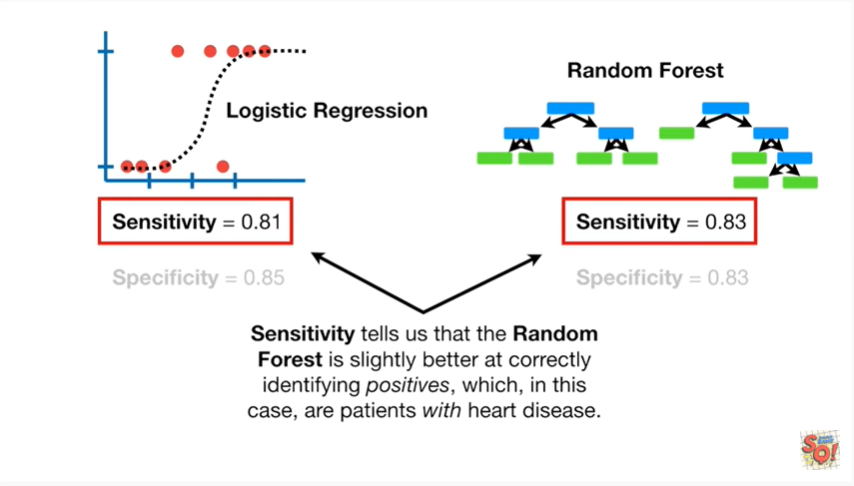 Random Forest
Logistic Regression
Sensitivity = 0.81
Sensitivity = 0.83
Specificity = 0.85
Specificity = 0.83
Sensitivity tells us that the Random
Forest is slightly better at correctly
identifying positives, which, in this
case, are patients with heart disease.
SQ!